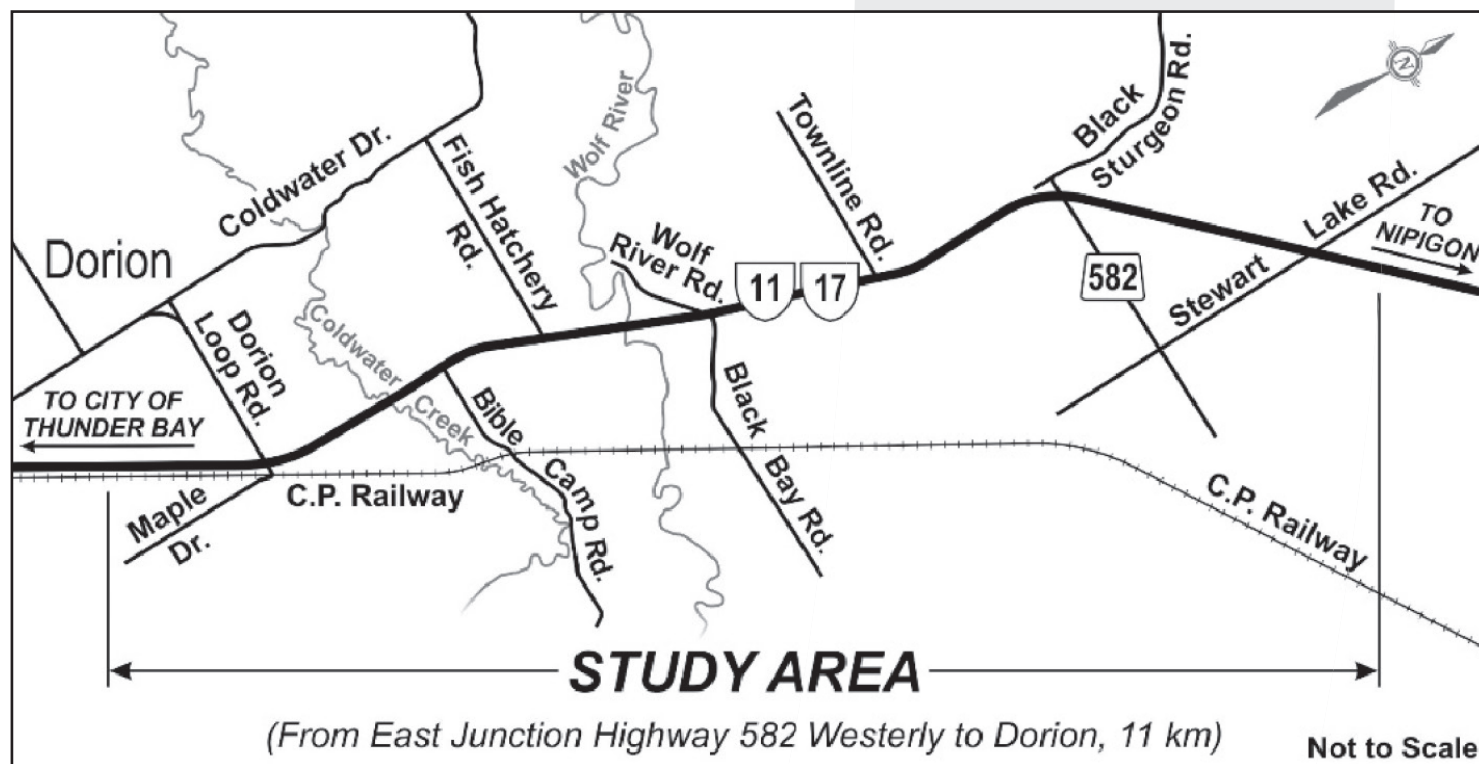 Wolf River
Townline Rd.
Black
Sturgeon Rd.
N
Coldwater Dr.
Fish Hatchery
Rd.
Wolf
River Rd.
Lake Rd.
Stewart
TO
NIPIGON
Dorion
11
17
582
Dorion
Loop Rd.
Coldwater
Creek
TO CITY OF
THUNDER BAY
Bible
Camp Rd.
Black
Bay Rd.
Maple
Dr.
C.P. Railway
C.P. Railway
STUDY AREA
(From East Junction Highway 582 Westerly to Dorion, 11 km)
Not to Scale